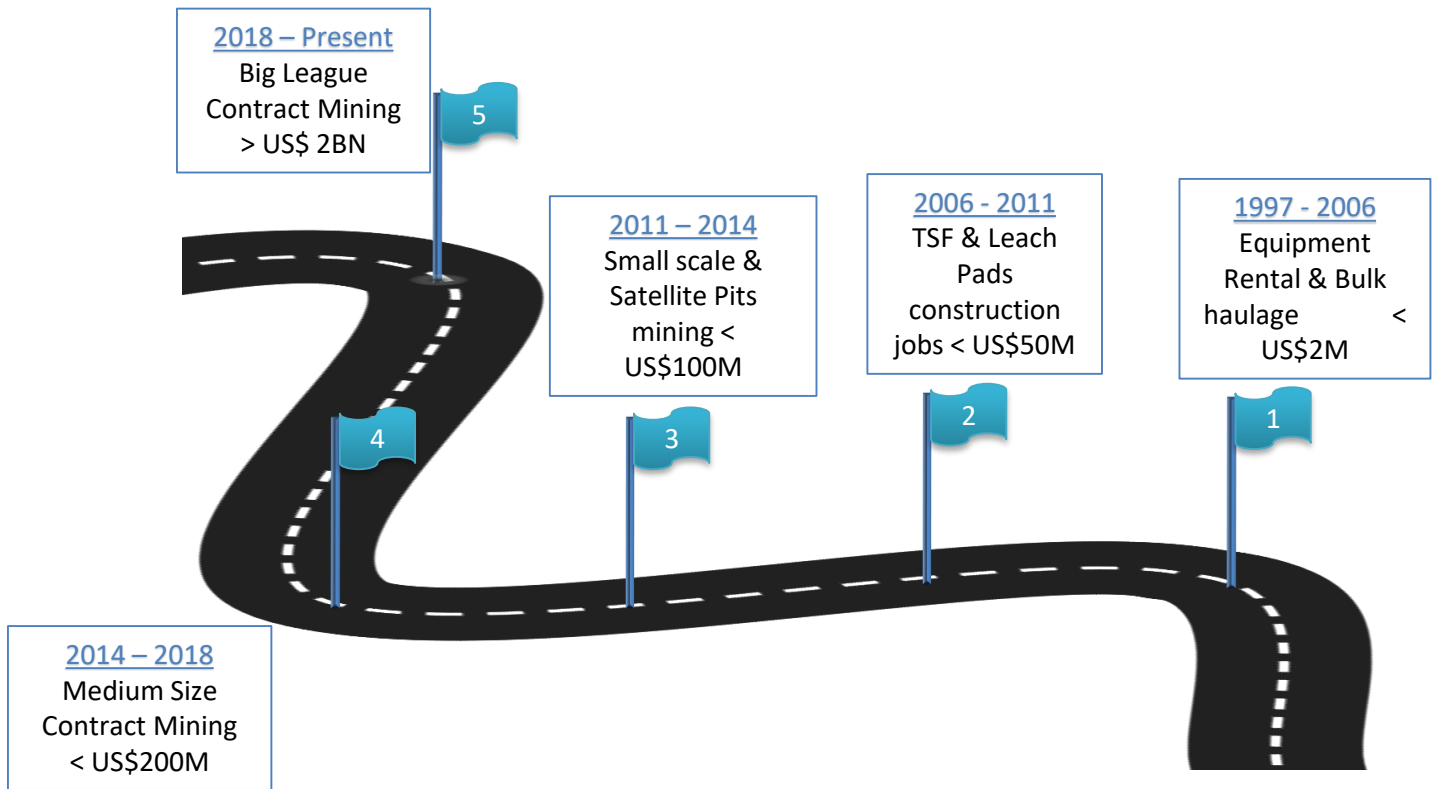 2018 – Present
Big League
Contract Mining
> US$ 2BN
5
2011 – 2014
Small scale &
Satellite Pits
mining <
US$100M
2006 - 2011
TSF & Leach
Pads
construction
jobs < US$50M
1997 - 2006
Equipment
Rental & Bulk
haulage <
US$2M
4
3
2
1
2014 – 2018
Medium Size
Contract Mining
< US$200M